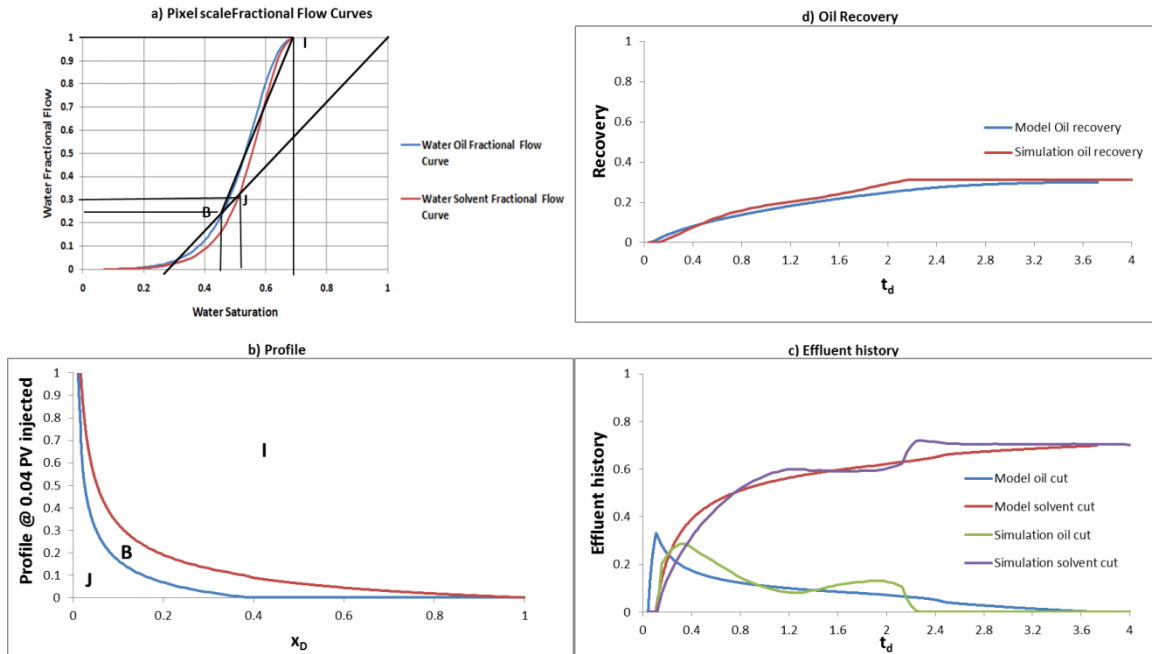 a) Pixel scaleFractional Flow Curves
Water Fractional Flow
1
0.9
0.8
0.7
0.6
0.5
0.4
0.3
0.2
0.1
0
I
B
J
0
0.2
0.4
0.6
0.8
1
Water Saturation
Water Oil Fractional Flow
Curve
Water Solvent Fractional Flow
Curve
d) Oil Recovery
Recovery
1
0.8
0.6
0.4
0.2
0
Model Oil recovery
Simulation oil recovery
0
0.4
0.8
1.2
1.6
2
2.4
2.8
3.2
3.6
4
td
b) Profile
Profile @ 0.04 PV injected
1
0.9
0.8
0.7
0.6
0.5
0.4
0.3
0.2
0.1
0
I
B
J
0
0.2
0.4
0.6
0.8
1
xD
c) Effluent history
Effluent history
1
0.8
0.6
0.4
0.2
0
Model oil cut
Model solvent cut
Simulation oil cut
Simulation solvent cut
0
0.4
0.8
1.2
1.6
2
2.4
2.8
3.2
3.6
4
td